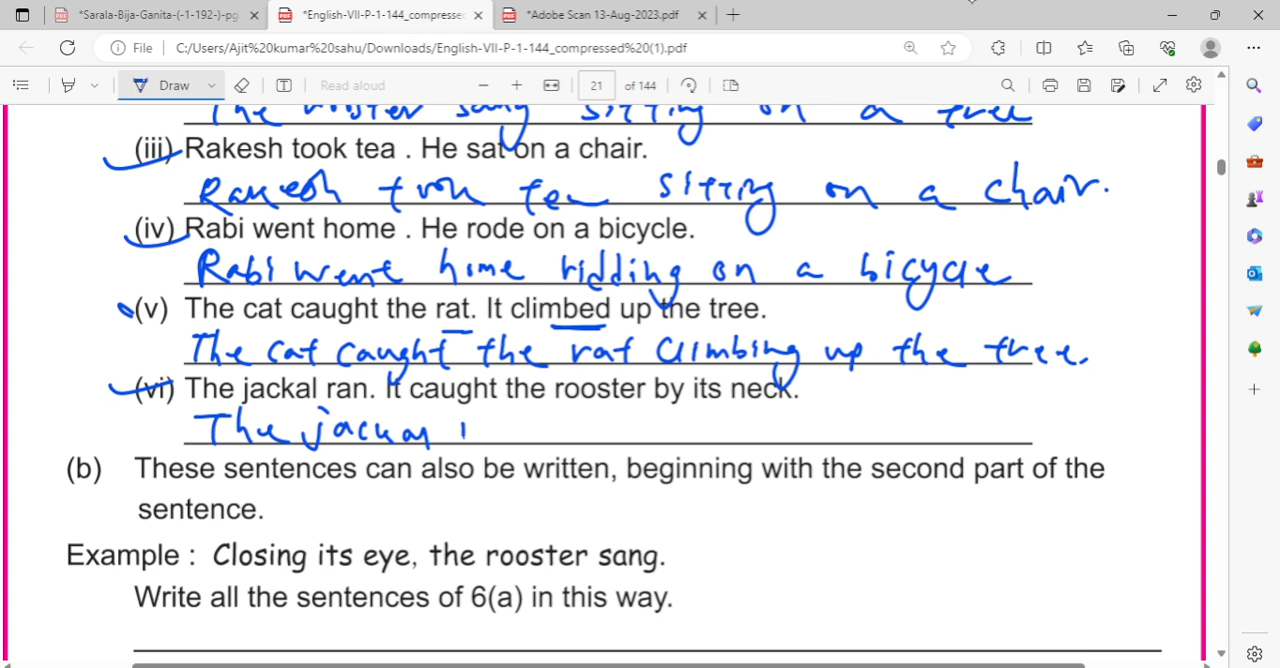 *Sarala-Bija-Ganita-(-1-192-)-pg
*English-VII-P-1-144_compresse
*Adobe Scan 13-Aug-2023.pdf
File C:/Users/Ajit%20kumar%20sahu/Downloads/English-VII-P-1-144_compressed%20(1).pdf
Draw Read aloud 21 of 144
The rooster sang sitting on a tree
(iii) Rakesh took tea . He sat on a chair.
Rakesh took tea sitting on a chair.
(iv) Rabi went home . He rode on a bicycle.
Rabi went home ridding on a bicycle
(v) The cat caught the rat. It climbed up the tree.
The cat caught the rat climbing up the tree.
(vi) The jackal ran. It caught the rooster by its neck.
The jackal
(b) These sentences can also be written, beginning with the second part of the
sentence.
Example : Closing its eye, the rooster sang.
Write all the sentences of 6(a) in this way.